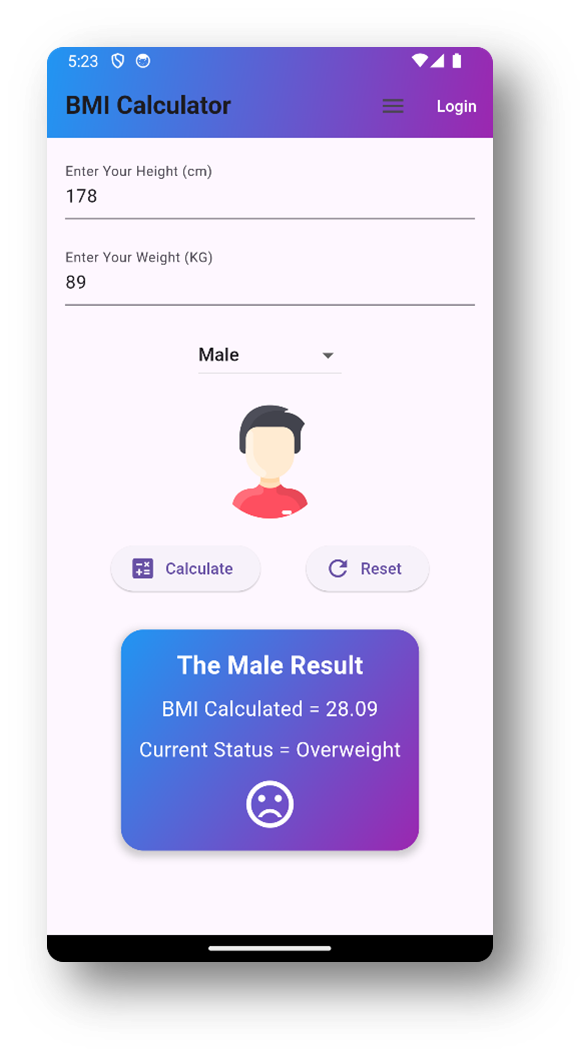 5:23
BMI Calculator
Login
Enter Your Height (cm)
178
Enter Your Weight (KG)
89
Male
Calculate
Reset
The Male Result
BMI Calculated = 28.09
Current Status = Overweight